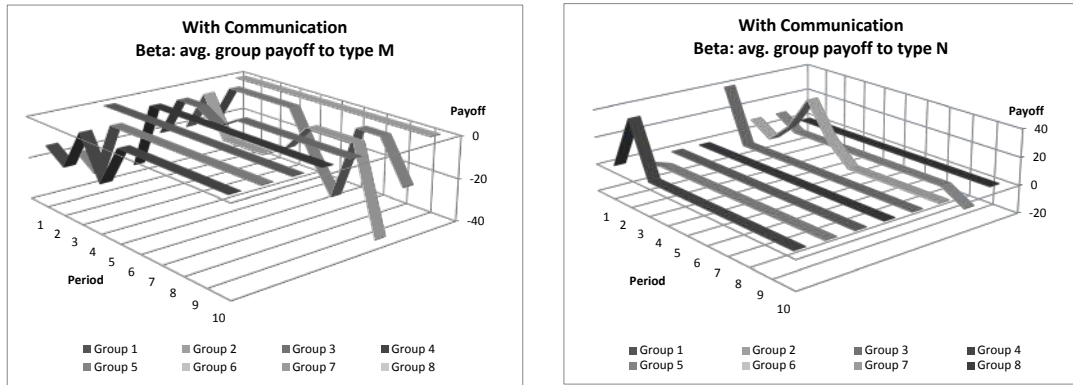 With Communication
Beta: avg. group payoff to type M
Payoff
0
-20
-40
1
2
3
4
5
6
7
8
9
10
Period
Group 1 Group 2 Group 3 Group 4
Group 5 Group 6 Group 7 Group 8
With Communication
Beta: avg. group payoff to type N
Payoff
40
20
0
-20
1
2
3
4
5
6
7
8
9
10
Period
Group 1 Group 2 Group 3 Group 4
Group 5 Group 6 Group 7 Group 8